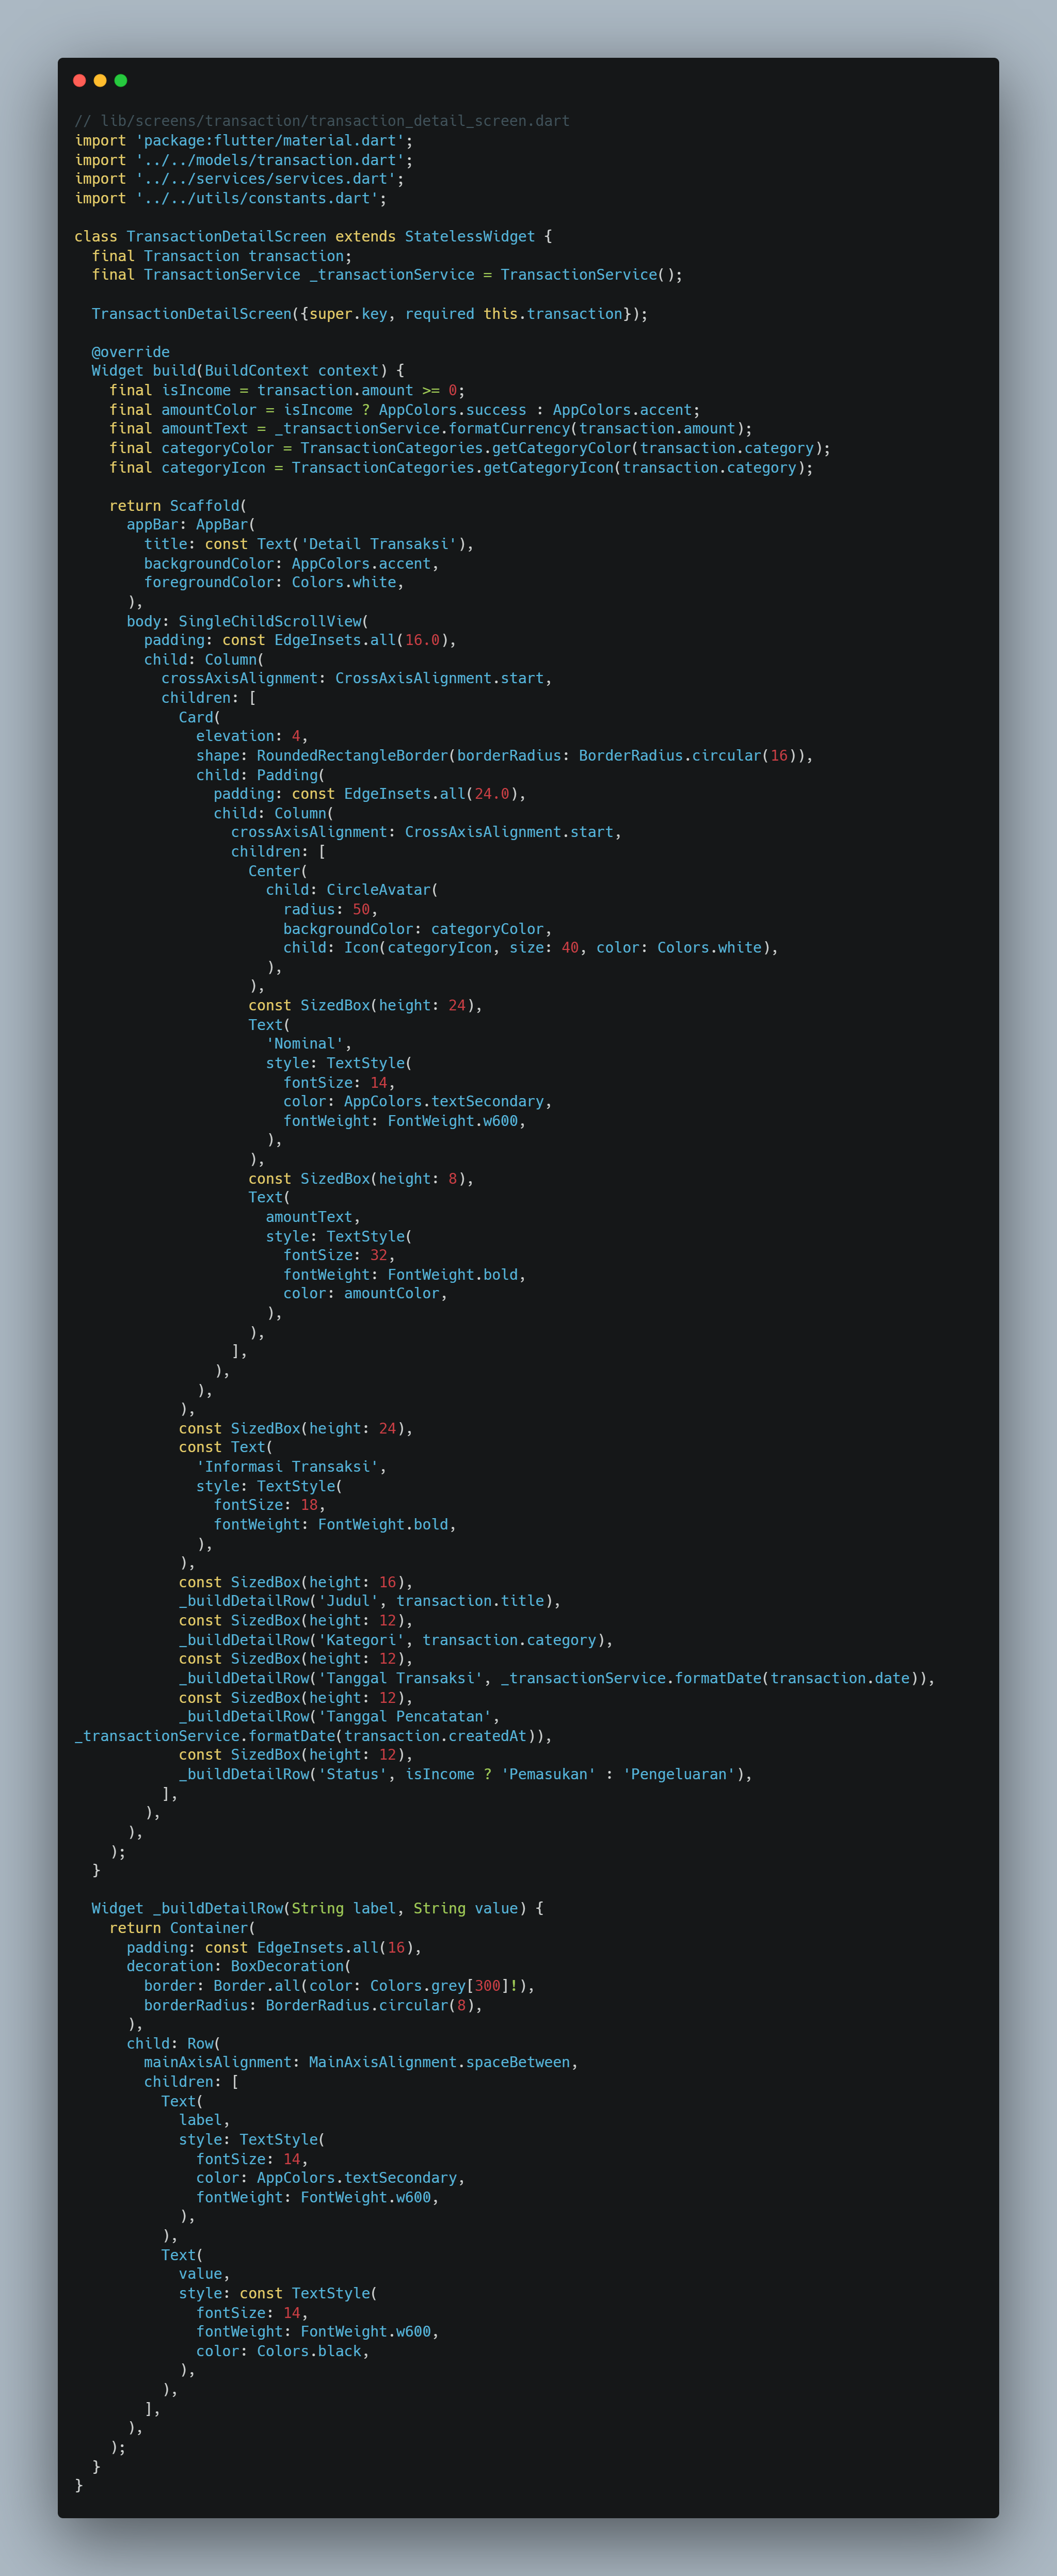 // lib/screens/transaction/transaction_detail_screen.dart
import 'package:flutter/material.dart';
import '../../models/transaction.dart';
import '../../services/services.dart';
import '../../utils/constants.dart';

class TransactionDetailScreen extends StatelessWidget {
  final Transaction transaction;
  final TransactionService _transactionService = TransactionService();

  TransactionDetailScreen({super.key, required this.transaction});

  @override
  Widget build(BuildContext context) {
    final isIncome = transaction.amount >= 0;
    final amountColor = isIncome ? AppColors.success : AppColors.accent;
    final amountText = _transactionService.formatCurrency(transaction.amount);
    final categoryColor = TransactionCategories.getCategoryColor(transaction.category);
    final categoryIcon = TransactionCategories.getCategoryIcon(transaction.category);

    return Scaffold(
      appBar: AppBar(
        title: const Text('Detail Transaksi'),
        backgroundColor: AppColors.accent,
        foregroundColor: Colors.white,
      ),
      body: SingleChildScrollView(
        padding: const EdgeInsets.all(16.0),
        child: Column(
          crossAxisAlignment: CrossAxisAlignment.start,
          children: [
            Card(
              elevation: 4,
              shape: RoundedRectangleBorder(borderRadius: BorderRadius.circular(16)),
              child: Padding(
                padding: const EdgeInsets.all(24.0),
                child: Column(
                  crossAxisAlignment: CrossAxisAlignment.start,
                  children: [
                    Center(
                      child: CircleAvatar(
                        radius: 50,
                        backgroundColor: categoryColor,
                        child: Icon(categoryIcon, size: 40, color: Colors.white),
                      ),
                    ),
                    const SizedBox(height: 24),
                    Text(
                      'Nominal',
                      style: TextStyle(
                        fontSize: 14,
                        color: AppColors.textSecondary,
                        fontWeight: FontWeight.w600,
                      ),
                    ),
                    const SizedBox(height: 8),
                    Text(
                      amountText,
                      style: TextStyle(
                        fontSize: 32,
                        fontWeight: FontWeight.bold,
                        color: amountColor,
                      ),
                    ),
                  ],
                ),
              ),
            ),
            const SizedBox(height: 24),
            const Text(
              'Informasi Transaksi',
              style: TextStyle(
                fontSize: 18,
                fontWeight: FontWeight.bold,
              ),
            ),
            const SizedBox(height: 16),
            _buildDetailRow('Judul', transaction.title),
            const SizedBox(height: 12),
            _buildDetailRow('Kategori', transaction.category),
            const SizedBox(height: 12),
            _buildDetailRow('Tanggal Transaksi', _transactionService.formatDate(transaction.date)),
            const SizedBox(height: 12),
            _buildDetailRow('Tanggal Pencatatan',
_transactionService.formatDate(transaction.createdAt)),
            const SizedBox(height: 12),
            _buildDetailRow('Status', isIncome ? 'Pemasukan' : 'Pengeluaran'),
          ],
        ),
      ),
    );
  }

  Widget _buildDetailRow(String label, String value) {
    return Container(
      padding: const EdgeInsets.all(16),
      decoration: BoxDecoration(
        border: Border.all(color: Colors.grey[300]!),
        borderRadius: BorderRadius.circular(8),
      ),
      child: Row(
        mainAxisAlignment: MainAxisAlignment.spaceBetween,
        children: [
          Text(
            label,
            style: TextStyle(
              fontSize: 14,
              color: AppColors.textSecondary,
              fontWeight: FontWeight.w600,
            ),
          ),
          Text(
            value,
            style: const TextStyle(
              fontSize: 14,
              fontWeight: FontWeight.w600,
              color: Colors.black,
            ),
          ),
        ],
      ),
    );
  }
}